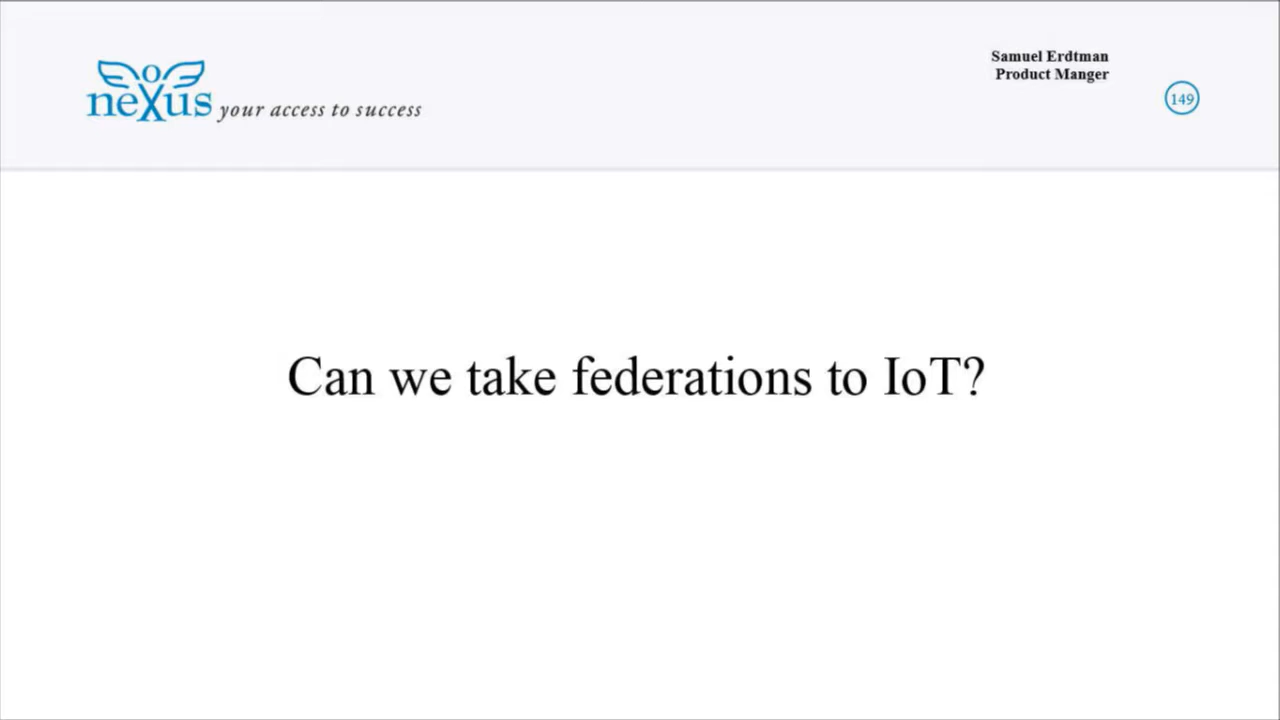 neXus your access to success
Samuel Erdtman
Product Manger
149
Can we take federations to IoT?